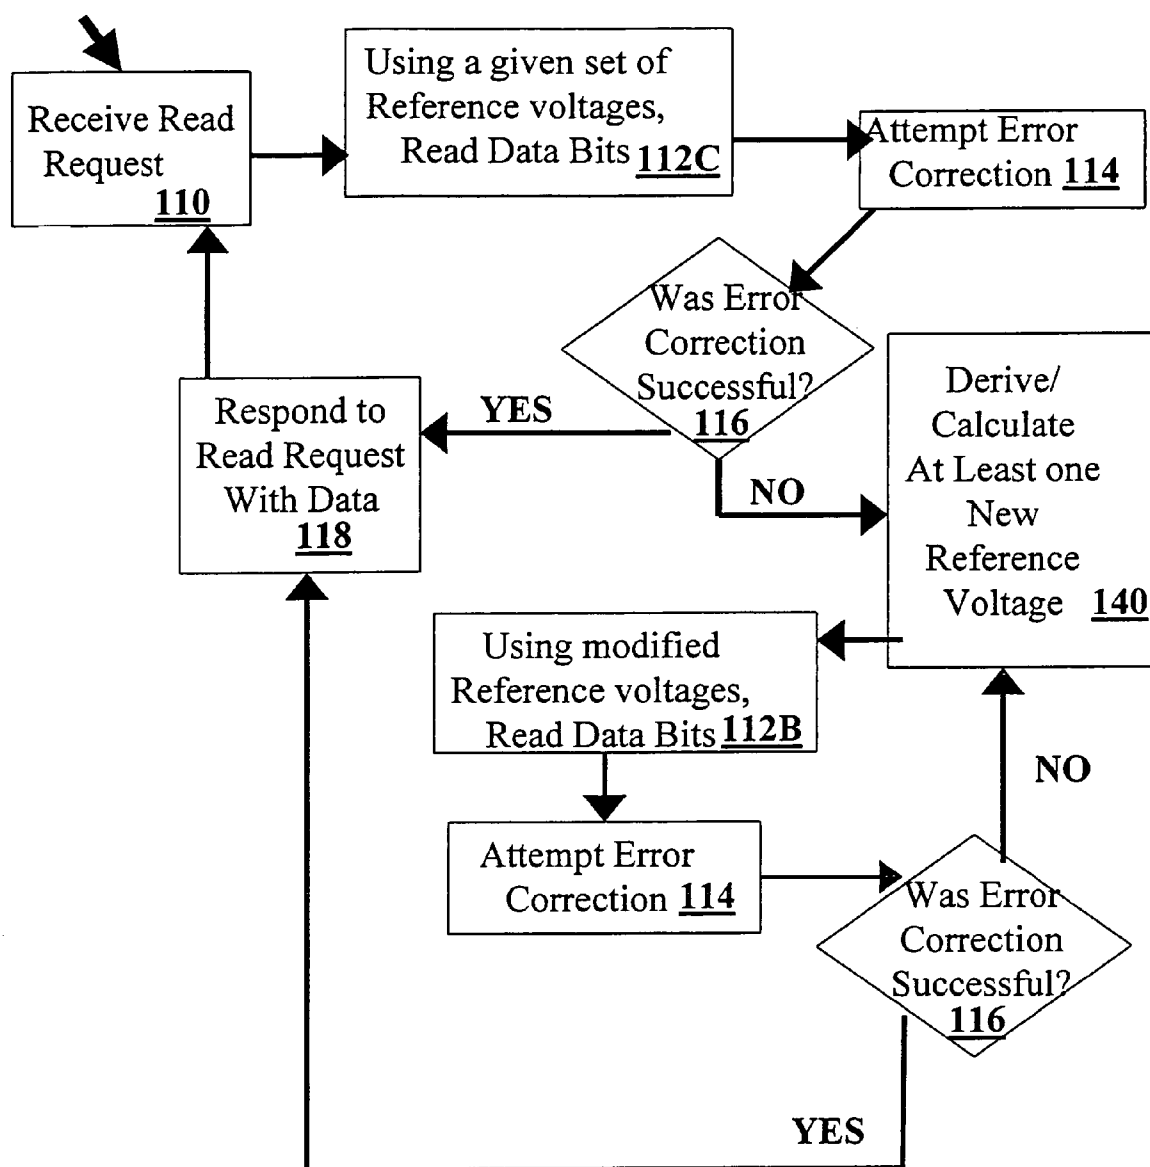 Receive Read
Request
110
Using a given set of
Reference voltages,
Read Data Bits 112C
Attempt Error
Correction 114
Was Error
Correction
Successful?
116
YES
NO
Respond to
Read Request
With Data
118
Derive/
Calculate
At Least one
New
Reference
Voltage 140
Using modified
Reference voltages,
Read Data Bits 112B
Attempt Error
Correction 114
NO
Was Error
Correction
Successful?
116
YES